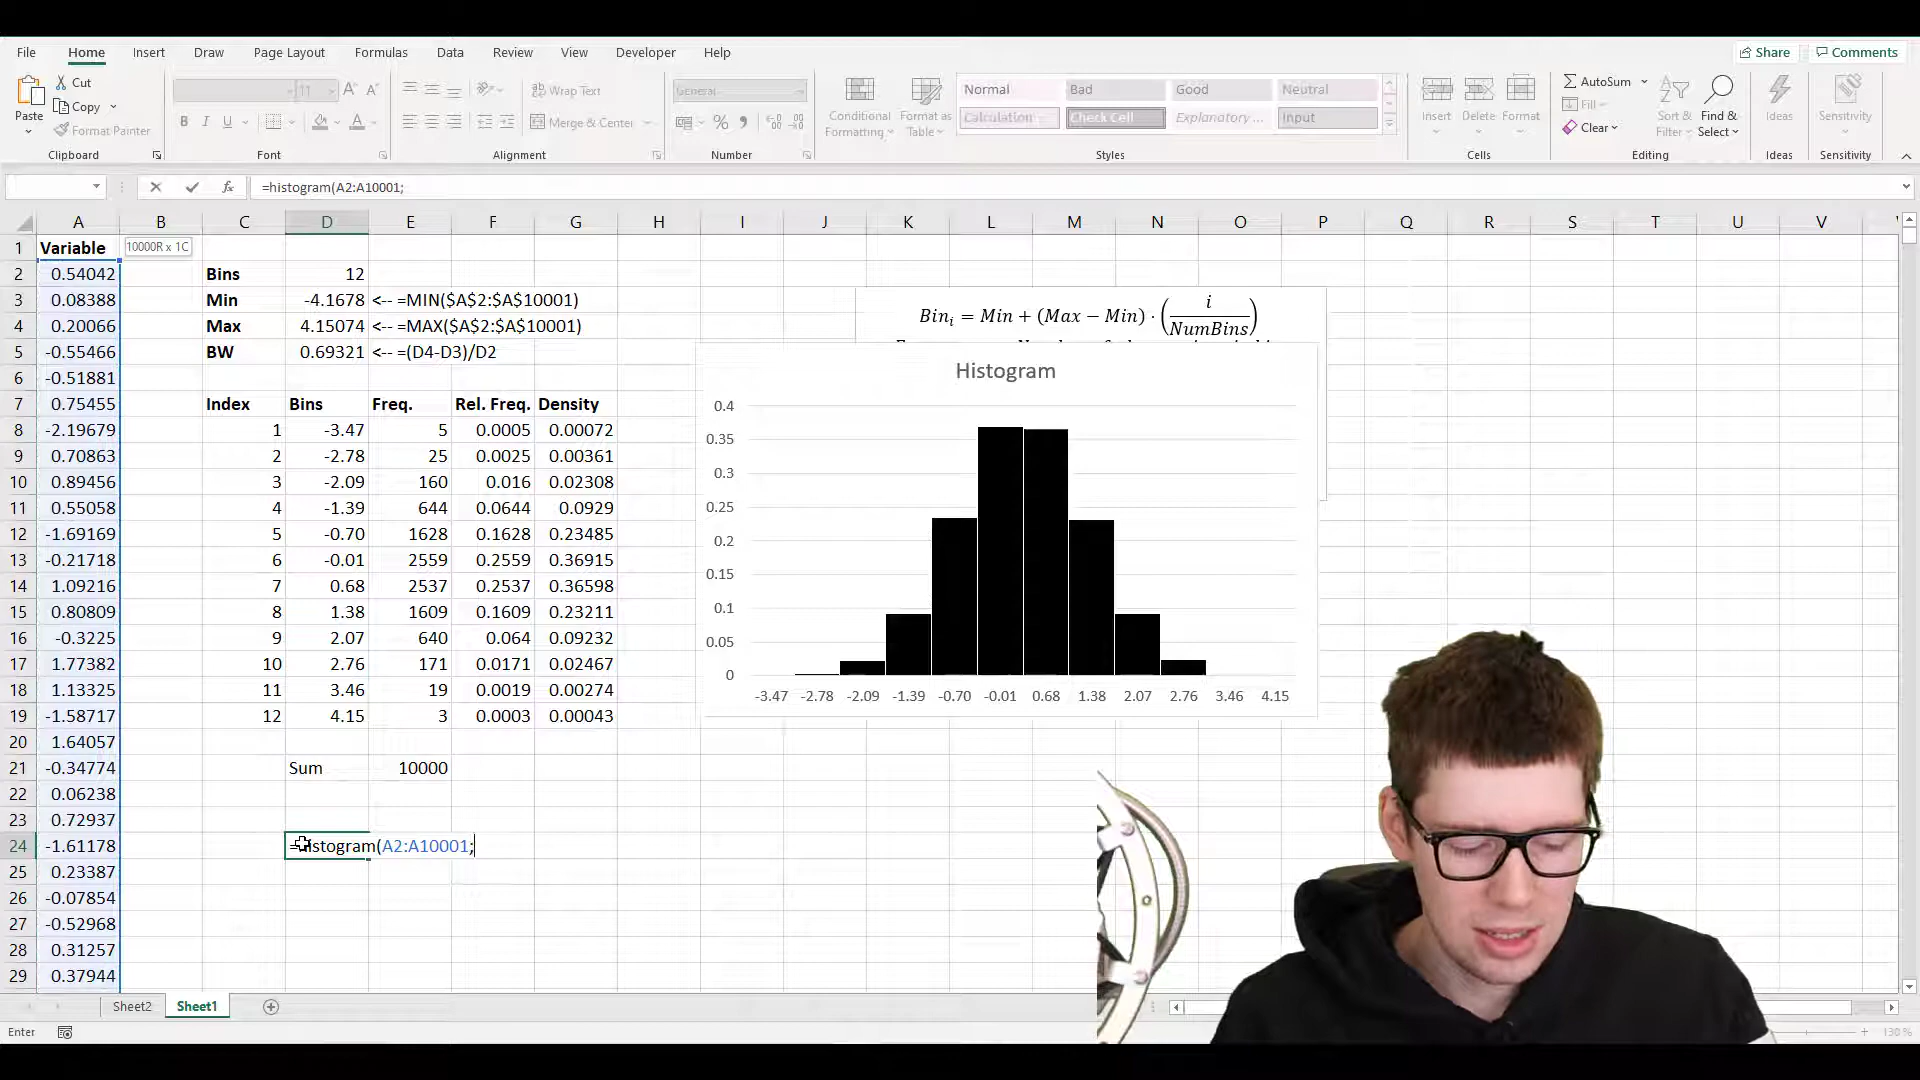 File Home Insert Draw Page Layout Formulas Data Review View Developer Help Share Comments
Paste Cut Copy Format Painter Clipboard
11 A A B I U A Font
Wrap Text Merge & Center Alignment
General % Number
Conditional Formatting Format as Table
Normal Bad Good Neutral
Calculation Check Cell Explanatory ... Input
Styles
Insert Delete Format Cells
AutoSum Fill Clear Sort & Filter Find & Select Editing
Ideas Ideas
Sensitivity Sensitivity
fx =histogram(A2:A10001;
A B C D E F G H I J K L M N O P Q R S T U V
1 Variable 10000R x 1C
2 0.54042 Bins 12
3 0.08388 Min -4.1678 <-- =MIN($A$2:$A$10001)
4 0.20066 Max 4.15074 <-- =MAX($A$2:$A$10001)
5 -0.55466 BW 0.69321 <-- =(D4-D3)/D2
6 -0.51881
7 0.75455 Index Bins Freq. Rel. Freq. Density
8 -2.19679 1 -3.47 5 0.0005 0.00072
9 0.70863 2 -2.78 25 0.0025 0.00361
10 0.89456 3 -2.09 160 0.016 0.02308
11 0.55058 4 -1.39 644 0.0644 0.0929
12 -1.69169 5 -0.70 1628 0.1628 0.23485
13 -0.21718 6 -0.01 2559 0.2559 0.36915
14 1.09216 7 0.68 2537 0.2537 0.36598
15 0.80809 8 1.38 1609 0.1609 0.23211
16 -0.3225 9 2.07 640 0.064 0.09232
17 1.77382 10 2.76 171 0.0171 0.02467
18 1.13325 11 3.46 19 0.0019 0.00274
19 -1.58717 12 4.15 3 0.0003 0.00043
20 1.64057
21 -0.34774 Sum 10000
22 0.06238
23 0.72937
24 -1.61178 =histogram(A2:A10001;
25 0.23387
26 -0.07854
27 -0.52968
28 0.31257
29 0.37944
Bin_i = Min + (Max − Min) · (i / NumBins)
Histogram
0.4
0.35
0.3
0.25
0.2
0.15
0.1
0.05
0
-3.47 -2.78 -2.09 -1.39 -0.70 -0.01 0.68 1.38 2.07 2.76 3.46 4.15
Sheet2 Sheet1
Enter 130 %